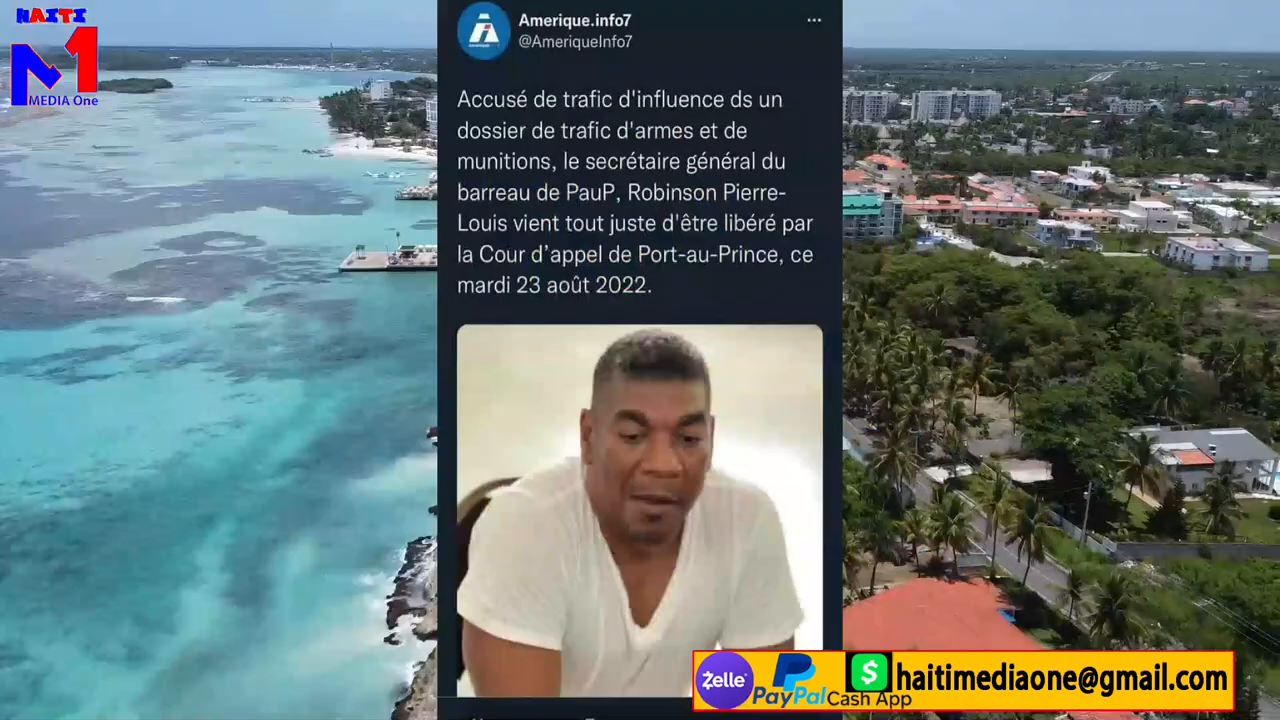 HAITI
M1
MEDIA One
Amerique.info7
@AmeriqueInfo7
Accusé de trafic d'influence ds un
dossier de trafic d'armes et de
munitions, le secrétaire général du
barreau de PauP, Robinson Pierre-
Louis vient tout juste d'être libéré par
la Cour d’appel de Port-au-Prince, ce
mardi 23 août 2022.
Zelle
PayPal
$
Cash App
haitimediaone@gmail.com